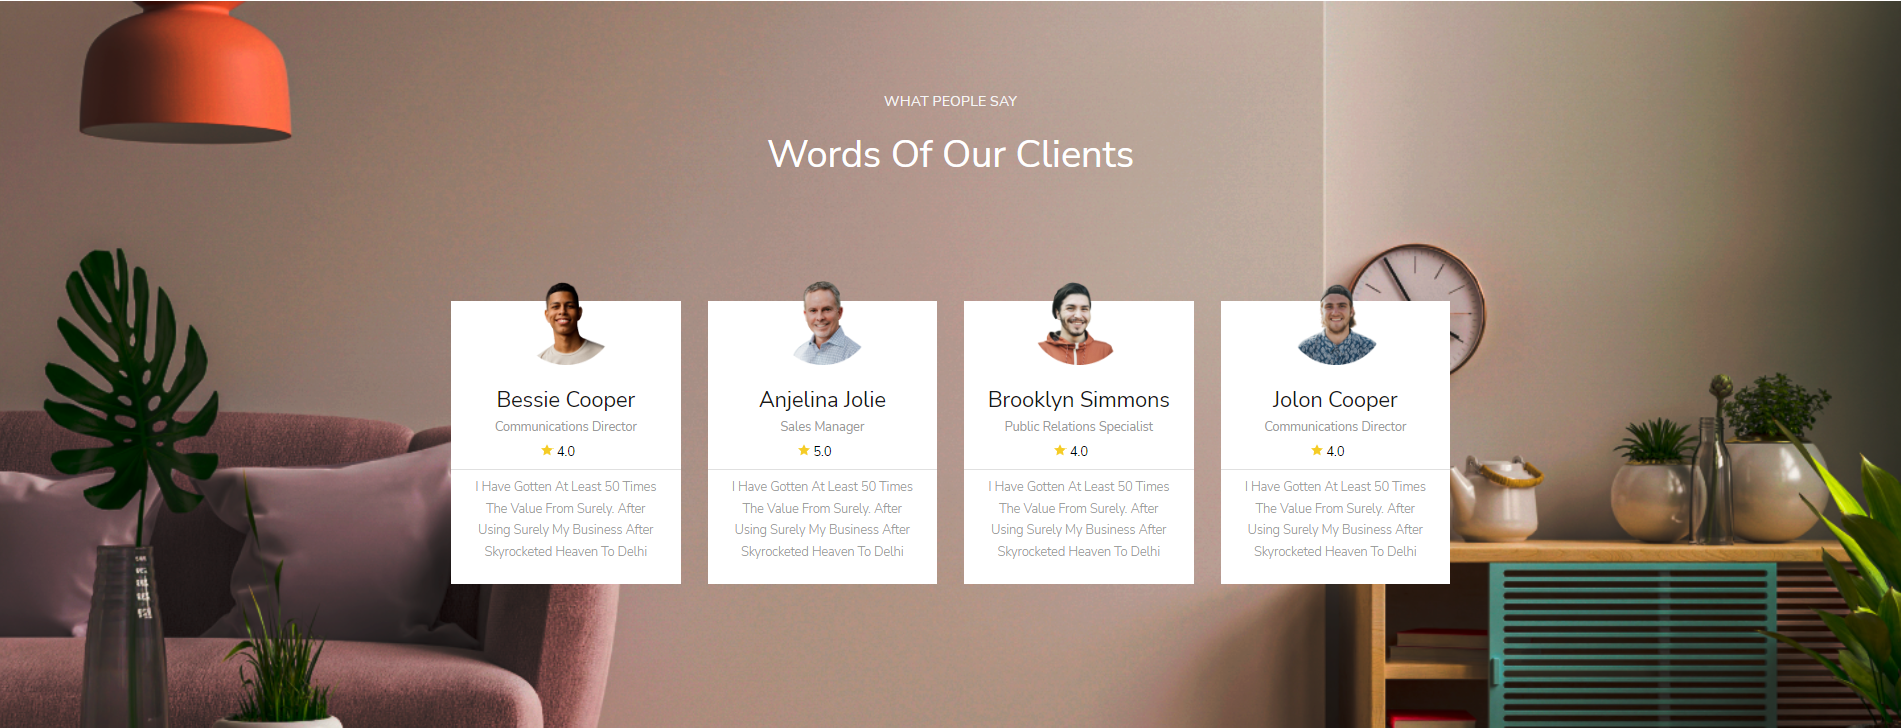 WHAT PEOPLE SAY
Words Of Our Clients
Bessie Cooper
Communications Director
4.0
I Have Gotten At Least 50 Times
The Value From Surely. After
Using Surely My Business After
Skyrocketed Heaven To Delhi
Anjelina Jolie
Sales Manager
5.0
I Have Gotten At Least 50 Times
The Value From Surely. After
Using Surely My Business After
Skyrocketed Heaven To Delhi
Brooklyn Simmons
Public Relations Specialist
4.0
I Have Gotten At Least 50 Times
The Value From Surely. After
Using Surely My Business After
Skyrocketed Heaven To Delhi
Jolon Cooper
Communications Director
4.0
I Have Gotten At Least 50 Times
The Value From Surely. After
Using Surely My Business After
Skyrocketed Heaven To Delhi